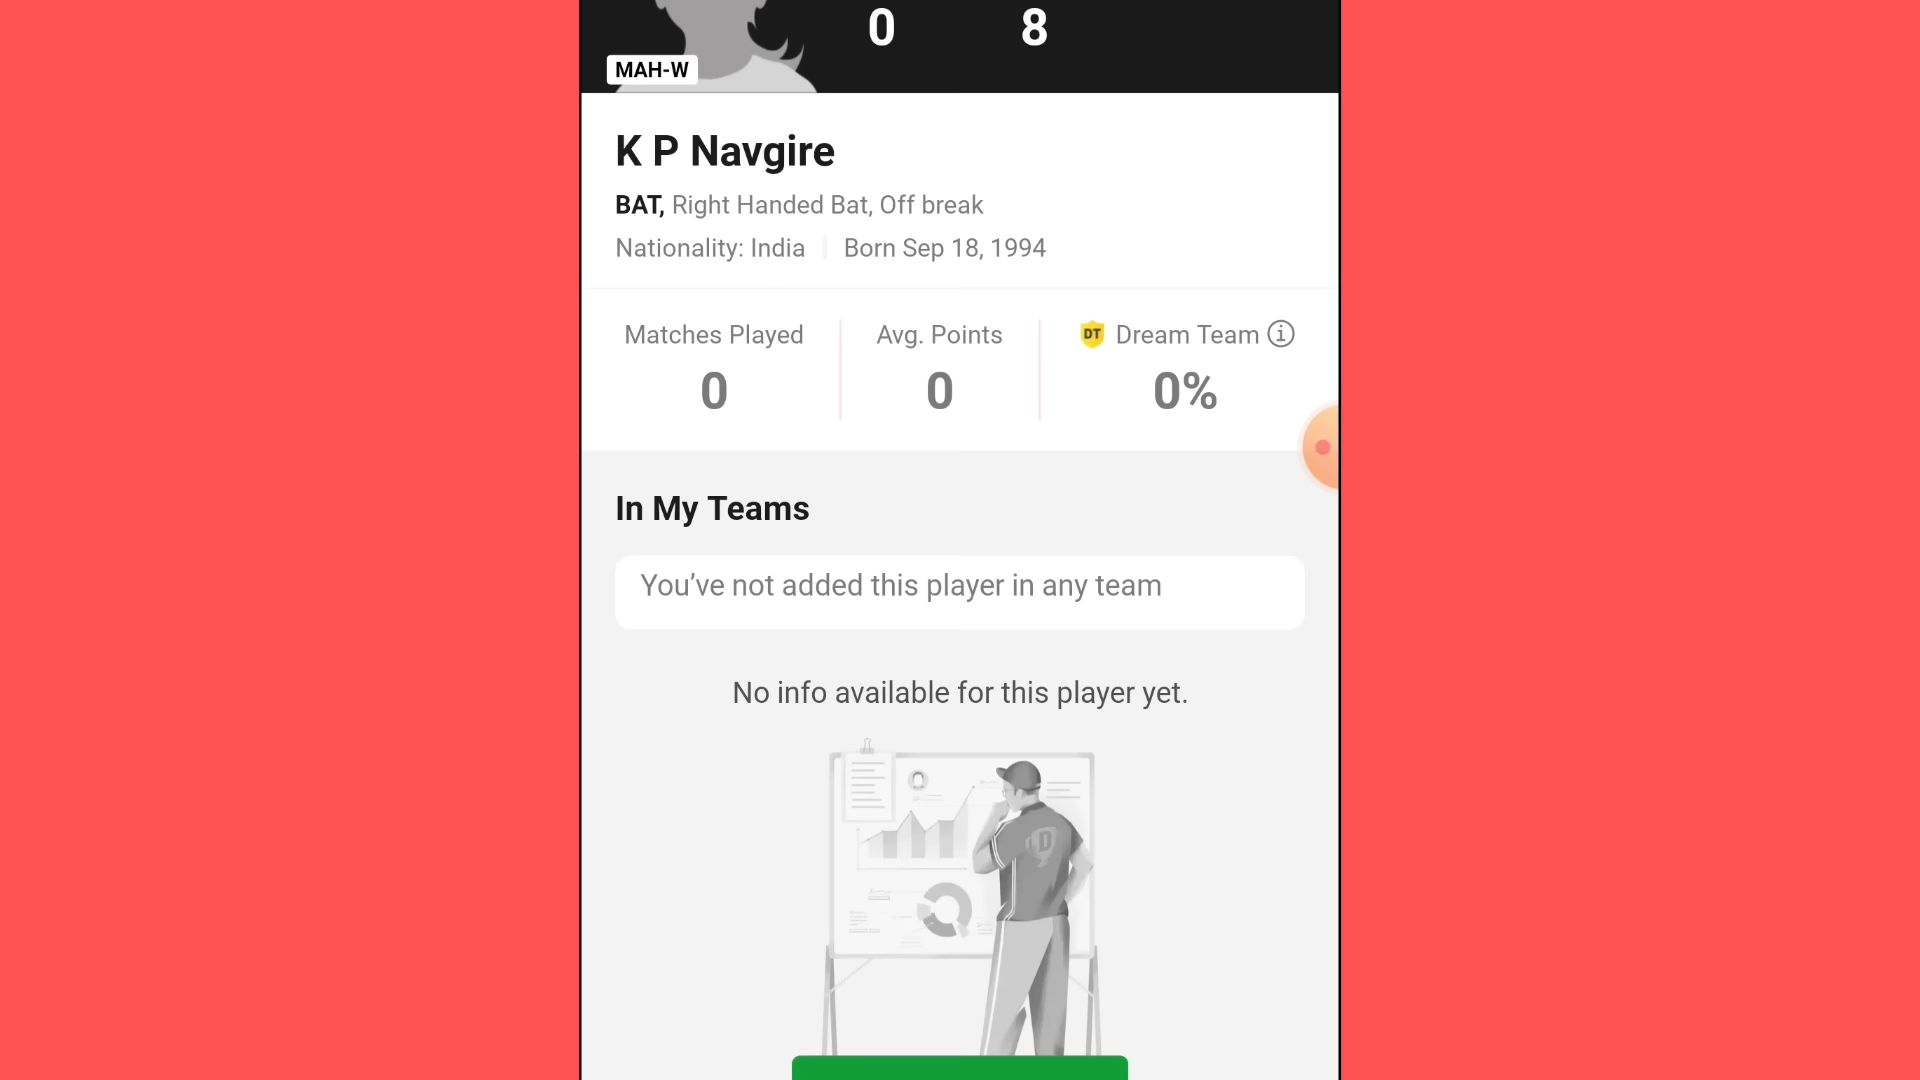 0 8
MAH-W
K P Navgire
BAT, Right Handed Bat, Off break
Nationality: India Born Sep 18, 1994
Matches Played Avg. Points DT Dream Team i
0 0 0%
In My Teams
You’ve not added this player in any team
No info available for this player yet.
D